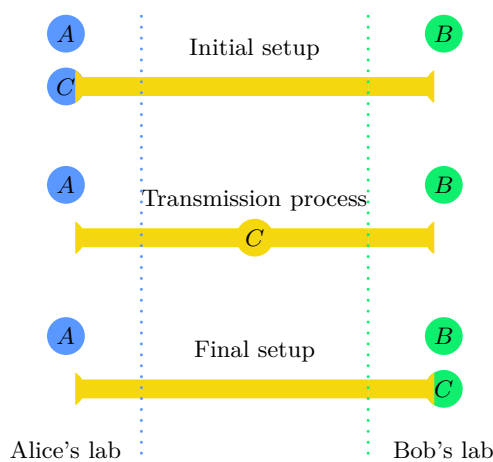 A
B
Initial setup
C
A
B
Transmission process
C
A
B
Final setup
C
Alice's lab
Bob's lab